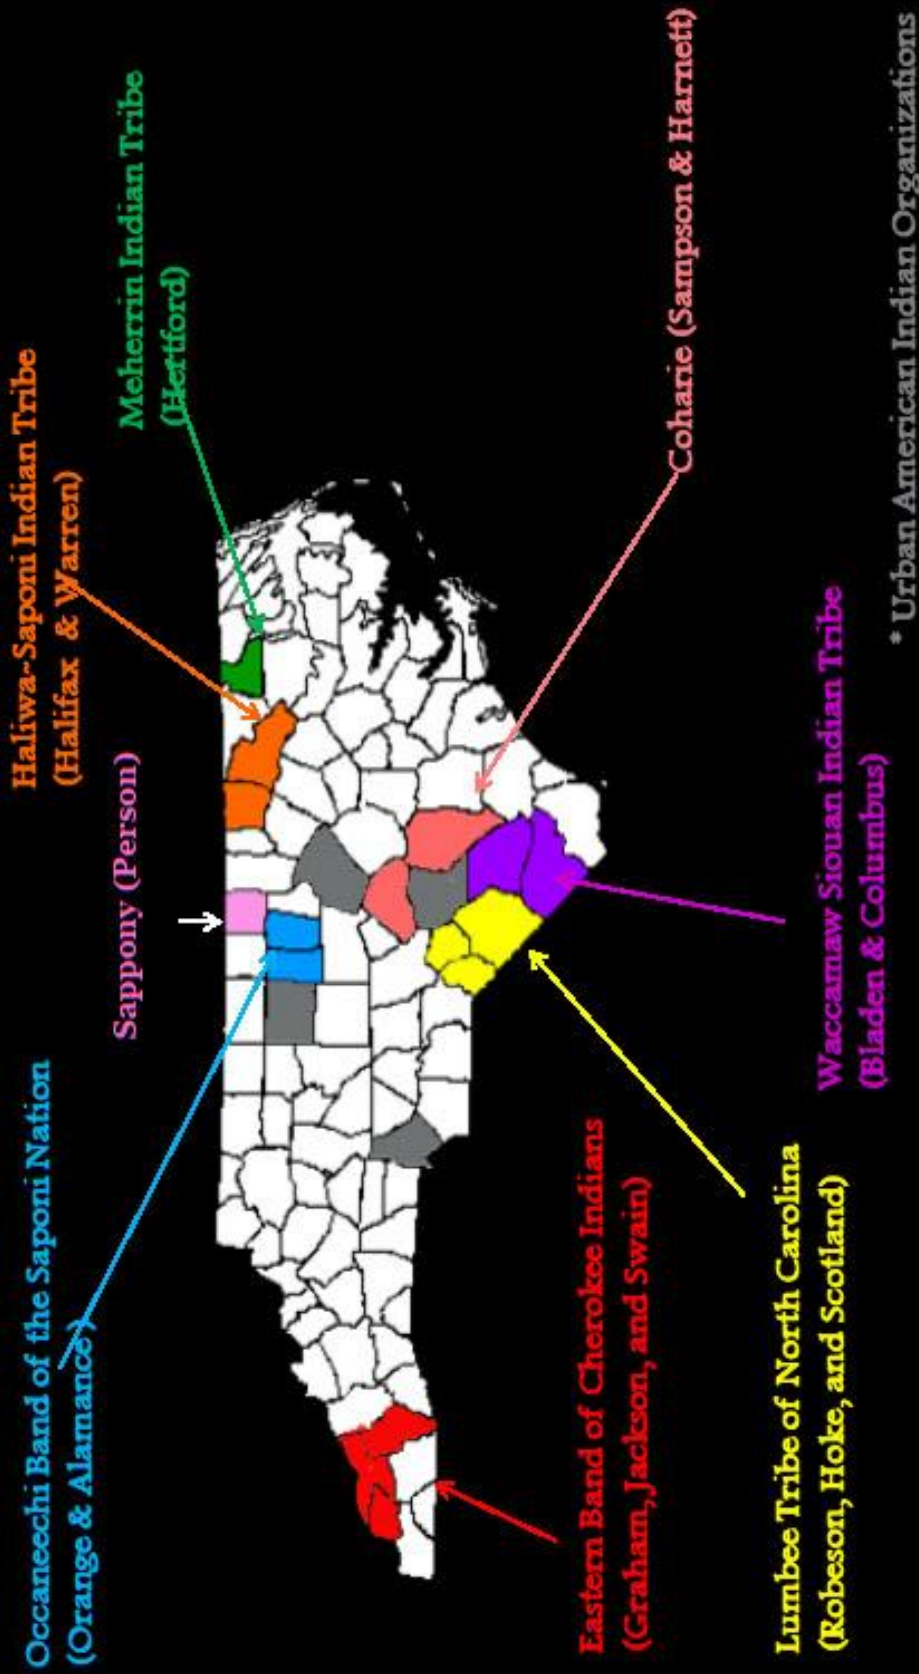 Occaneechi Band of the Saponi Nation
(Orange & Alamance)
Haliwa-Saponi Indian Tribe
(Halifax & Warren)
Sappony (Person)
Meherrin Indian Tribe
(Hertford)
Eastern Band of Cherokee Indians
(Graham, Jackson, and Swain)
Coharie (Sampson & Harnett)
Lumbee Tribe of North Carolina
(Robeson, Hoke, and Scotland)
Waccamaw Siouan Indian Tribe
(Bladen & Columbus)
* Urban American Indian Organizations